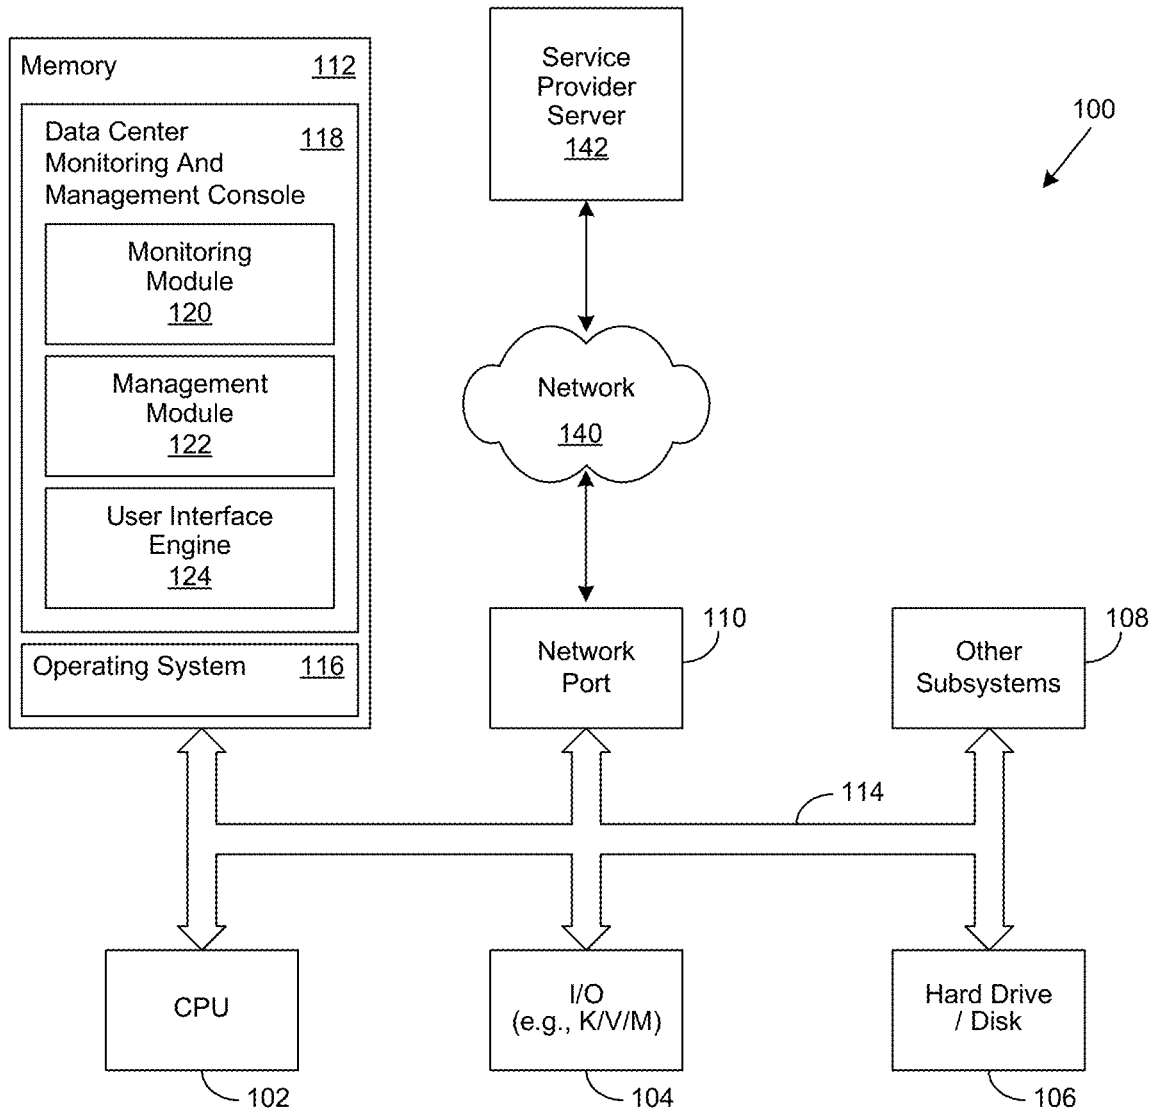 Memory 112
Data Center 118
Monitoring And
Management Console
Monitoring
Module
120
Management
Module
122
User Interface
Engine
124
Operating System 116
Service
Provider
Server
142
100
Network
140
Network
Port
110
Other
Subsystems
108
114
CPU
102
I/O
(e.g., K/V/M)
104
Hard Drive
/ Disk
106